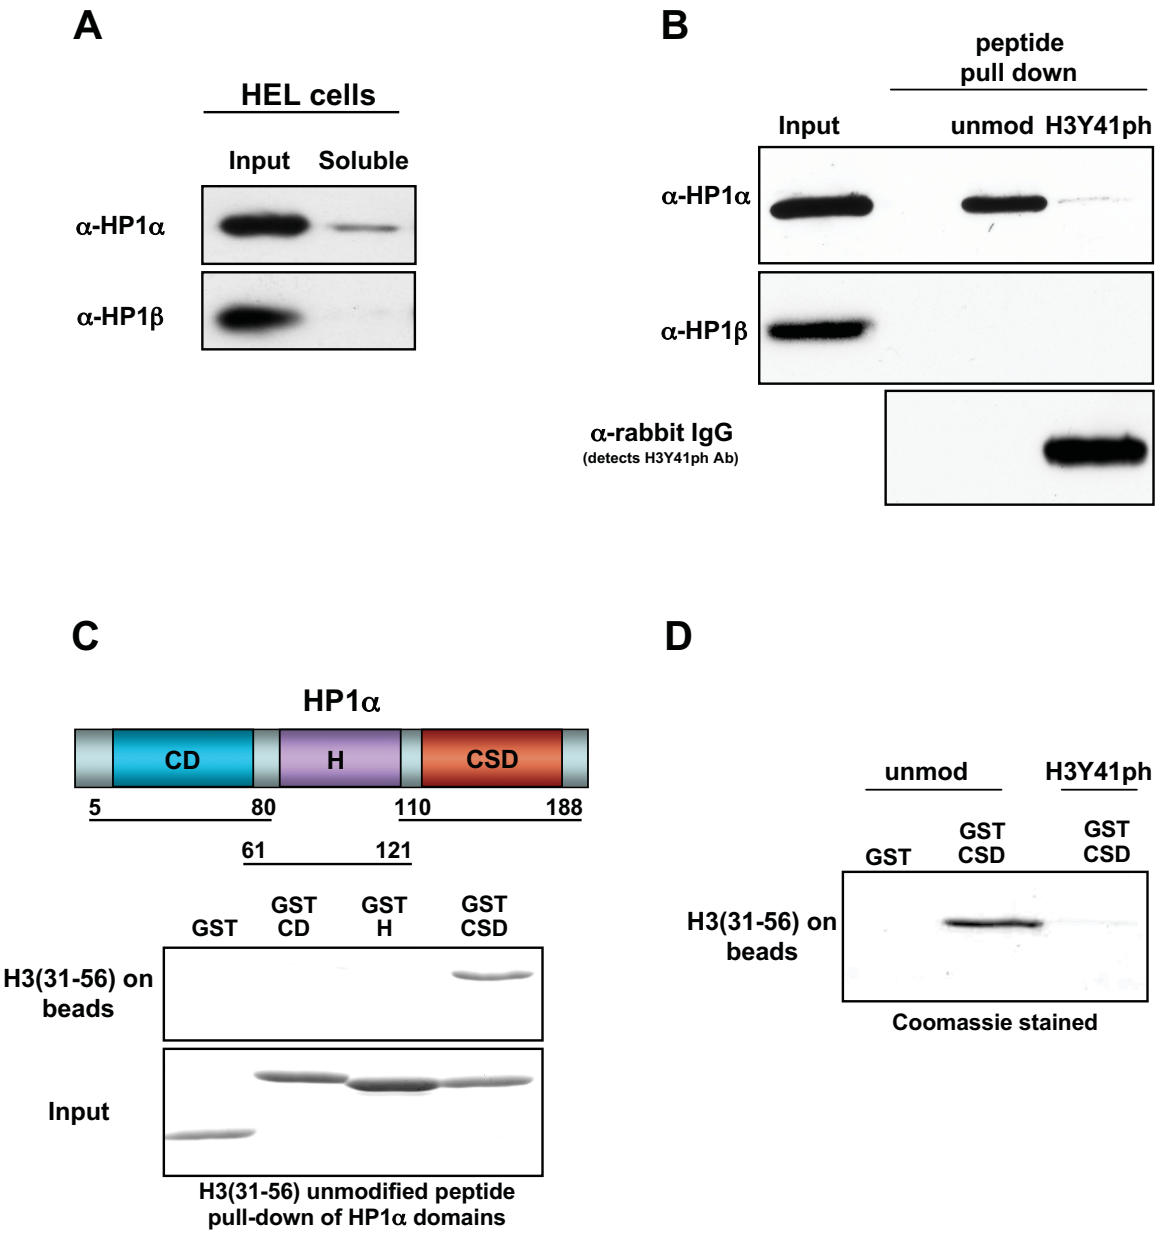 A
HEL cells
Input Soluble
α-HP1α
α-HP1β
B
peptide
pull down
Input unmod H3Y41ph
α-HP1α
α-HP1β
α-rabbit IgG
(detects H3Y41ph Ab)
C
HP1α
CD H CSD
5 80 110 188
61 121
GST GST GST GST
CD H CSD
H3(31-56) on
beads
Input
H3(31-56) unmodified peptide
pull-down of HP1α domains
D
unmod H3Y41ph
GST GST GST
CSD CSD
H3(31-56) on
beads
Coomassie stained